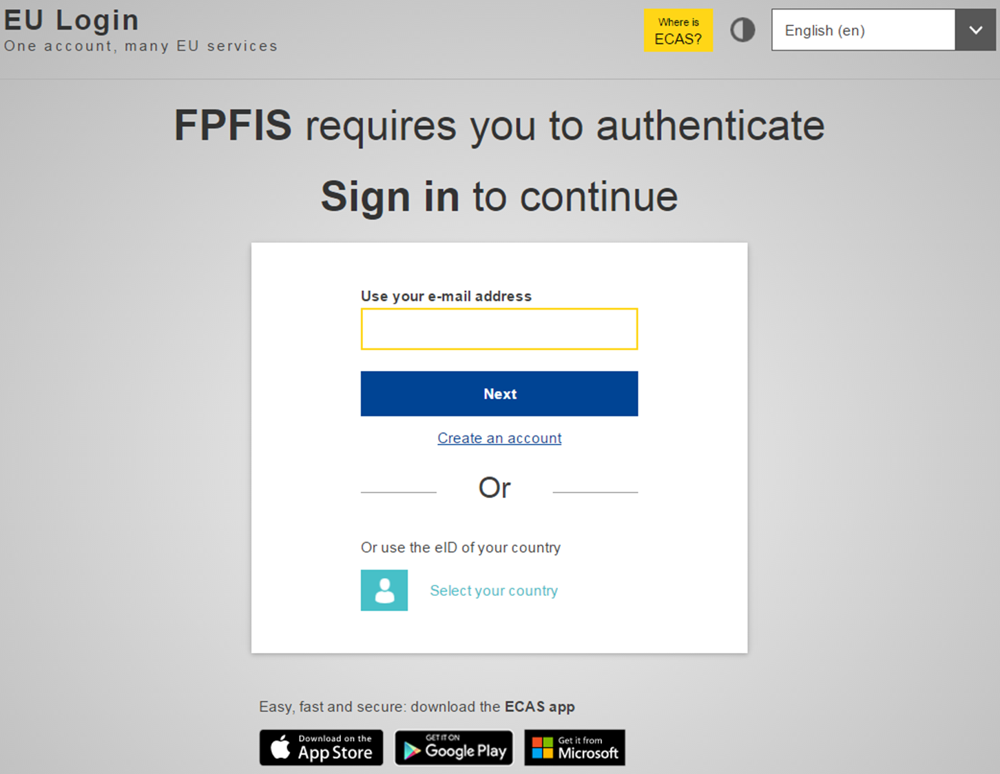 EU Login
One account, many EU services
Where is
ECAS?
English (en)
FPFIS requires you to authenticate
Sign in to continue
Use your e-mail address
Next
Create an account
Or
Or use the eID of your country
Select your country
Easy, fast and secure: download the ECAS app
Download on the
App Store
GET IT ON
Google Play
Get it from
Microsoft